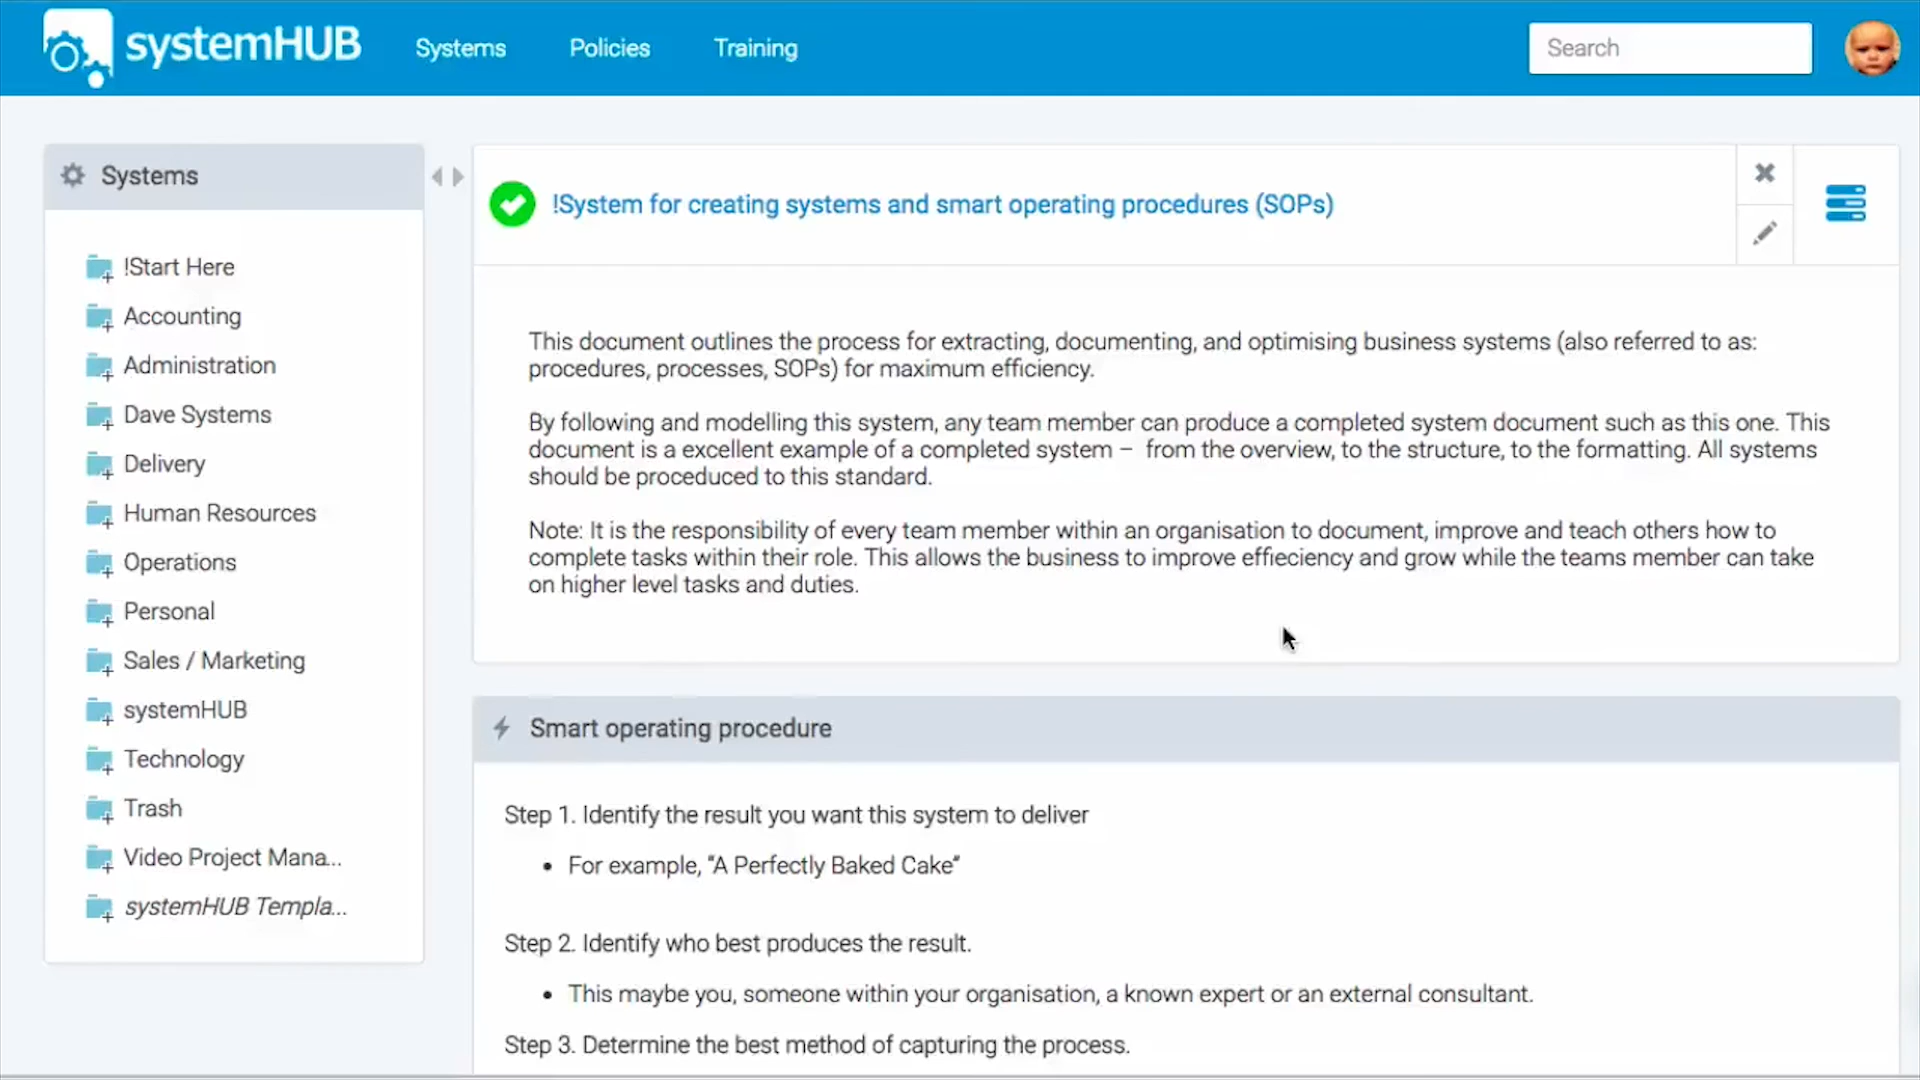 systemHUB
Systems
Policies
Training
Search
Systems
!Start Here
Accounting
Administration
Dave Systems
Delivery
Human Resources
Operations
Personal
Sales / Marketing
systemHUB
Technology
Trash
Video Project Mana...
systemHUB Templa...
!System for creating systems and smart operating procedures (SOPs)
This document outlines the process for extracting, documenting, and optimising business systems (also referred to as:
procedures, processes, SOPs) for maximum efficiency.
By following and modelling this system, any team member can produce a completed system document such as this one. This
document is a excellent example of a completed system – from the overview, to the structure, to the formatting. All systems
should be proceduced to this standard.
Note: It is the responsibility of every team member within an organisation to document, improve and teach others how to
complete tasks within their role. This allows the business to improve effieciency and grow while the teams member can take
on higher level tasks and duties.
Smart operating procedure
Step 1. Identify the result you want this system to deliver
• For example, “A Perfectly Baked Cake”
Step 2. Identify who best produces the result.
• This maybe you, someone within your organisation, a known expert or an external consultant.
Step 3. Determine the best method of capturing the process.